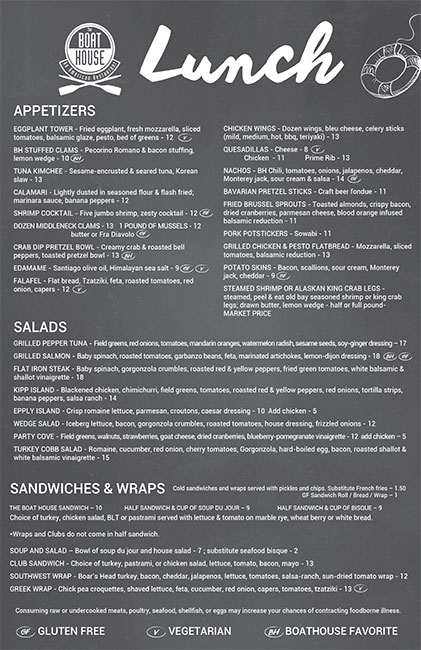 The
BOAT
HOUSE
An American Restaurant
Lunch
APPETIZERS
EGGPLANT TOWER - Fried eggplant, fresh mozzarella, sliced
tomatoes, balsamic glaze, pesto, bed of greens - 12 V
BH STUFFED CLAMS - Pecorino Romano & bacon stuffing,
lemon wedge - 10 BH
TUNA KIMCHEE - Sesame-encrusted & seared tuna, Korean
slaw - 13
CALAMARI - Lightly dusted in seasoned flour & flash fried;
marinara sauce, banana peppers - 12
SHRIMP COCKTAIL - Five jumbo shrimp, zesty cocktail - 12 GF
DOZEN MIDDLENECK CLAMS - 13 1 POUND OF MUSSELS - 12
butter or Fra Diavolo GF
CRAB DIP PRETZEL BOWL - Creamy crab & roasted bell
peppers, toasted pretzel bowl - 13 BH
EDAMAME - Santiago olive oil, Himalayan sea salt - 9 GF V
FALAFEL - Flat bread, Tzatziki, feta, roasted tomatoes, red
onion, capers - 12 V
CHICKEN WINGS - Dozen wings, bleu cheese, celery sticks
(mild, medium, hot, bbq, teriyaki) - 13
QUESADILLAS - Cheese - 8 V
Chicken - 11 Prime Rib - 13
NACHOS - BH Chili, tomatoes, onions, jalapenos, cheddar,
Monterey jack, sour cream & salsa - 14 GF
BAVARIAN PRETZEL STICKS - Craft beer fondue - 11
FRIED BRUSSEL SPROUTS - Toasted almonds, crispy bacon,
dried cranberries, parmesan cheese, blood orange infused
balsamic reduction - 11
PORK POTSTICKERS - Sowabi - 11
GRILLED CHICKEN & PESTO FLATBREAD - Mozzarella, sliced
tomatoes, balsamic reduction - 13
POTATO SKINS - Bacon, scallions, sour cream, Monterey
jack, cheddar - 9 GF
STEAMED SHRIMP OR ALASKAN KING CRAB LEGS -
steamed, peel & eat old bay seasoned shrimp or king crab
legs; drawn butter, lemon wedge - half or full pound-
MARKET PRICE
SALADS
GRILLED PEPPER TUNA - Field greens, red onions, tomatoes, mandarin oranges, watermelon radish, sesame seeds, soy-ginger dressing – 17
GRILLED SALMON - Baby spinach, roasted tomatoes, garbanzo beans, feta, marinated artichokes, lemon-dijon dressing - 18 BH GF
FLAT IRON STEAK - Baby spinach, gorgonzola crumbles, roasted red & yellow peppers, fried green tomatoes, white balsamic &
shallot vinaigrette - 18
KIPP ISLAND - Blackened chicken, chimichurri, field greens, tomatoes, roasted red & yellow peppers, red onions, tortilla strips,
banana peppers, salsa ranch - 14
EPPLY ISLAND - Crisp romaine lettuce, parmesan, croutons, caesar dressing - 10 Add chicken - 5
WEDGE SALAD - Iceberg lettuce, bacon, gorgonzola crumbles, roasted tomatoes, house dressing, frizzled onions - 12
PARTY COVE - Field greens, walnuts, strawberries, goat cheese, dried cranberries, blueberry-pomegranate vinaigrette - 12 add chicken – 5
TURKEY COBB SALAD - Romaine, cucumber, red onion, cherry tomatoes, Gorgonzola, hard-boiled egg, bacon, roasted shallot &
white balsamic vinaigrette - 15
SANDWICHES & WRAPS Cold sandwiches and wraps served with pickles and chips. Substitute French fries – 1.50
GF Sandwich Roll / Bread / Wrap – 1
THE BOAT HOUSE SANDWICH – 10 HALF SANDWICH & CUP OF SOUP DU JOUR – 9 HALF SANDWICH & CUP OF BISQUE – 9
Choice of turkey, chicken salad, BLT or pastrami served with lettuce & tomato on marble rye, wheat berry or white bread.
*Wraps and Clubs do not come in half sandwich.
SOUP AND SALAD – Bowl of soup du jour and house salad - 7 ; substitute seafood bisque - 2
CLUB SANDWICH - Choice of turkey, pastrami, or chicken salad, lettuce, tomato, bacon, mayo - 13
SOUTHWEST WRAP - Boar's Head turkey, bacon, cheddar, jalapenos, lettuce, tomatoes, salsa-ranch, sun-dried tomato wrap - 12
GREEK WRAP - Chick pea croquettes, shaved lettuce, feta, cucumber, red onion, capers, tomatoes, tzatziki - 13 V
Consuming raw or undercooked meats, poultry, seafood, shellfish, or eggs may increase your chances of contracting foodborne illness.
GF GLUTEN FREE V VEGETARIAN BH BOATHOUSE FAVORITE